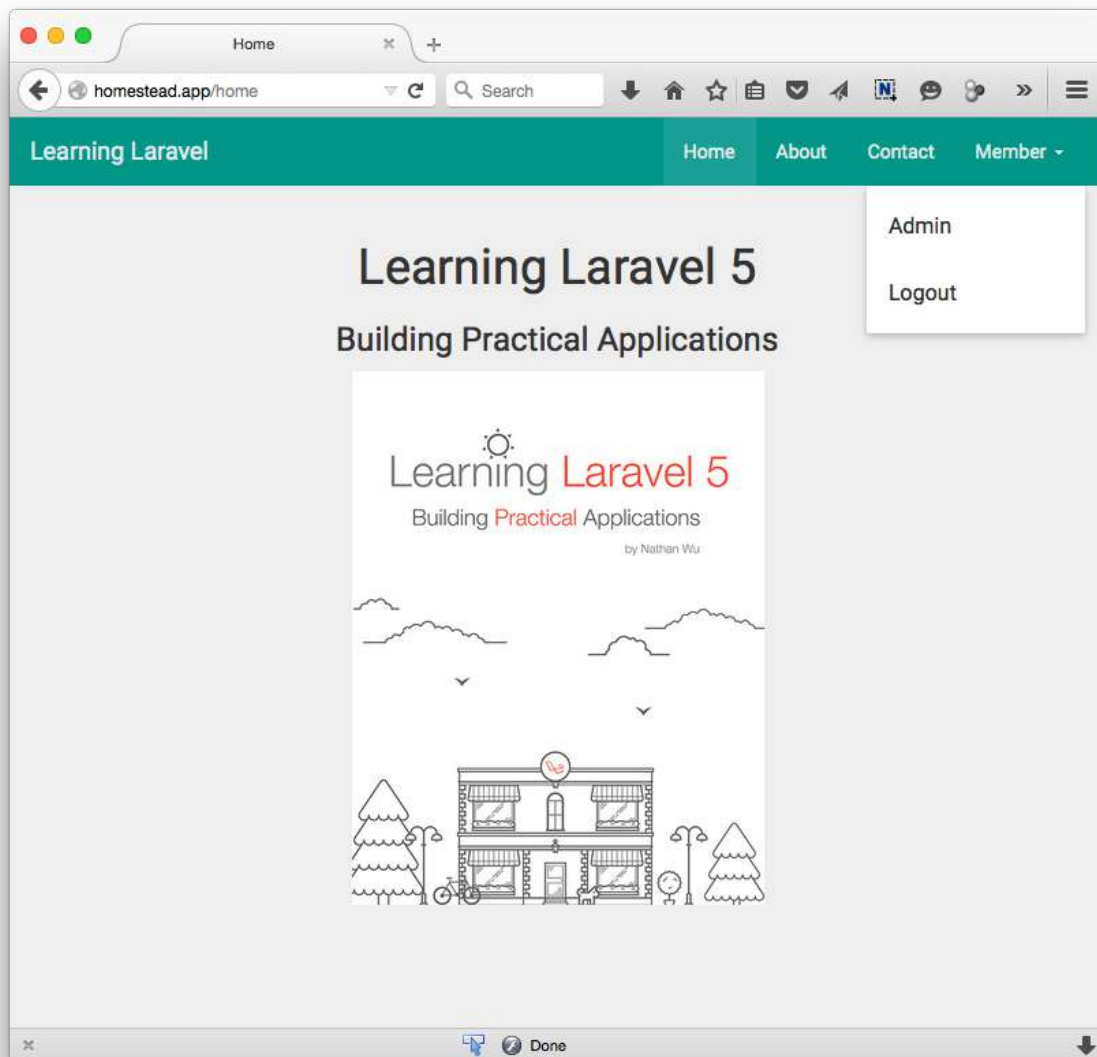 Home
homestead.app/home
Search
Learning Laravel
Home About Contact Member
Admin
Logout
Learning Laravel 5
Building Practical Applications
Learning Laravel 5
Building Practical Applications
by Nathan Wu
Done